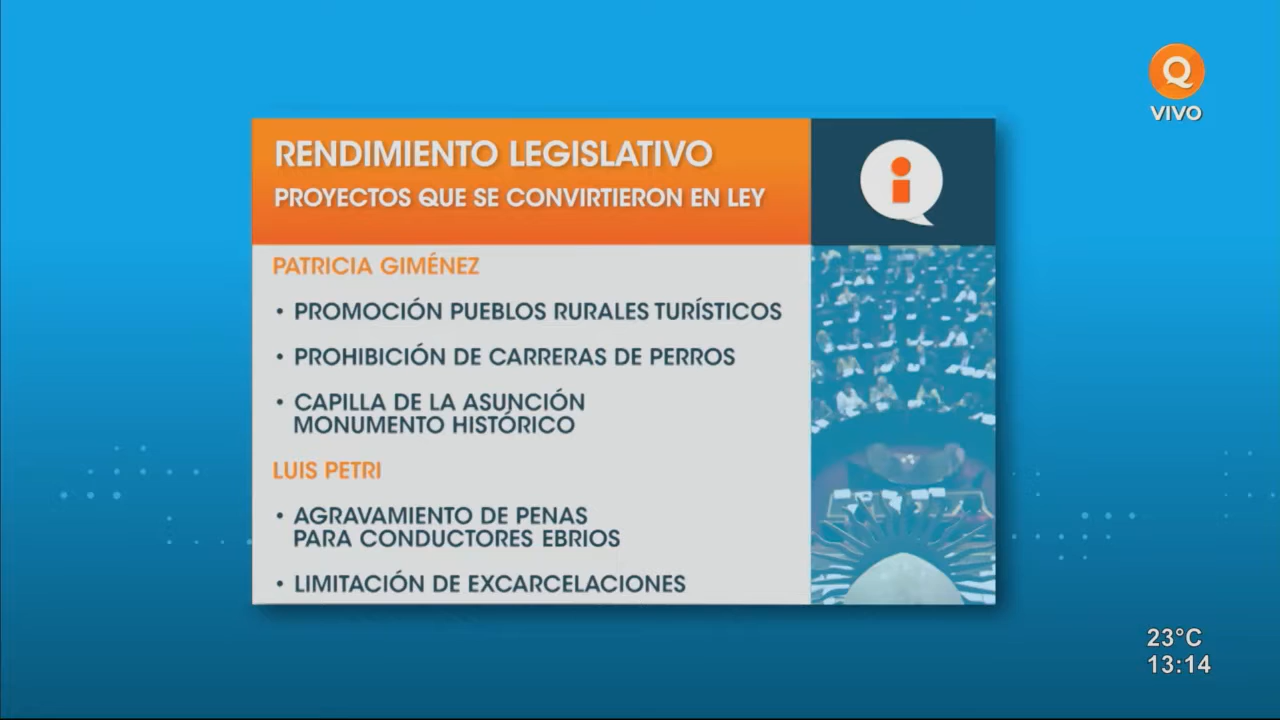 Q
VIVO
RENDIMIENTO LEGISLATIVO
PROYECTOS QUE SE CONVIRTIERON EN LEY
i
PATRICIA GIMÉNEZ
• PROMOCIÓN PUEBLOS RURALES TURÍSTICOS
• PROHIBICIÓN DE CARRERAS DE PERROS
• CAPILLA DE LA ASUNCIÓN
MONUMENTO HISTÓRICO
LUIS PETRI
• AGRAVAMIENTO DE PENAS
PARA CONDUCTORES EBRIOS
• LIMITACIÓN DE EXCARCELACIONES
23°C
13:14